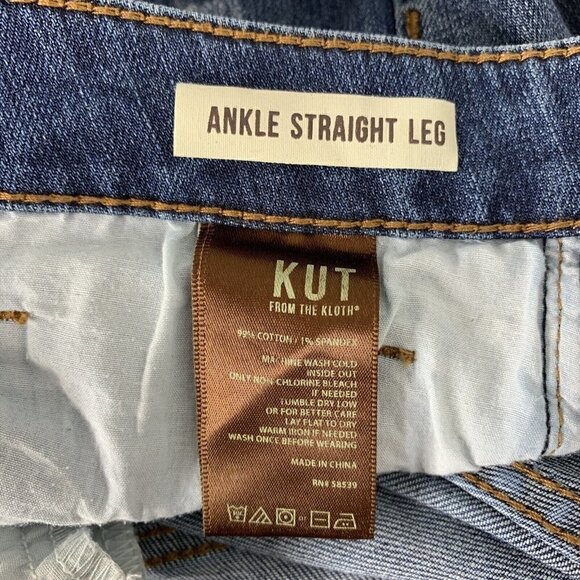 ANKLE STRAIGHT LEG
KUT
FROM THE KLOTH®
99% COTTON / 1% SPANDEX
MACHINE WASH COLD
INSIDE OUT
ONLY NON-CHLORINE BLEACH
IF NEEDED
TUMBLE DRY LOW
OR FOR BETTER CARE
LAY FLAT TO DRY
WARM IRON IF NEEDED
WASH ONCE BEFORE WEARING
MADE IN CHINA
RN# 58539
or